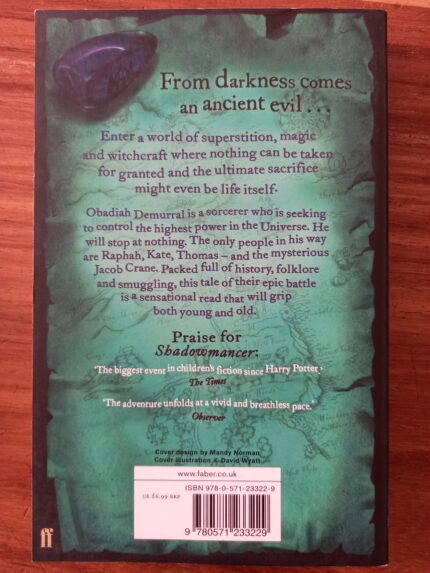 From darkness comes
an ancient evil . . .
Enter a world of superstition, magic
and witchcraft where nothing can be taken
for granted and the ultimate sacrifice
might even be life itself.
Obadiah Demurral is a sorcerer who is seeking
to control the highest power in the Universe. He
will stop at nothing. The only people in his way
are Raphah, Kate, Thomas – and the mysterious
Jacob Crane. Packed full of history, folklore
and smuggling, this tale of their epic battle
is a sensational read that will grip
both young and old.
Praise for
Shadowmancer:
'The biggest event in children's fiction since Harry Potter.'
The Times
'The adventure unfolds at a vivid and breathless pace.'
Observer
Cover design by Mandy Norman
Cover illustration © David Wyatt
www.faber.co.uk
ISBN 978-0-571-23322-9
UK £6.99 RRP
9 780571 233229
ff